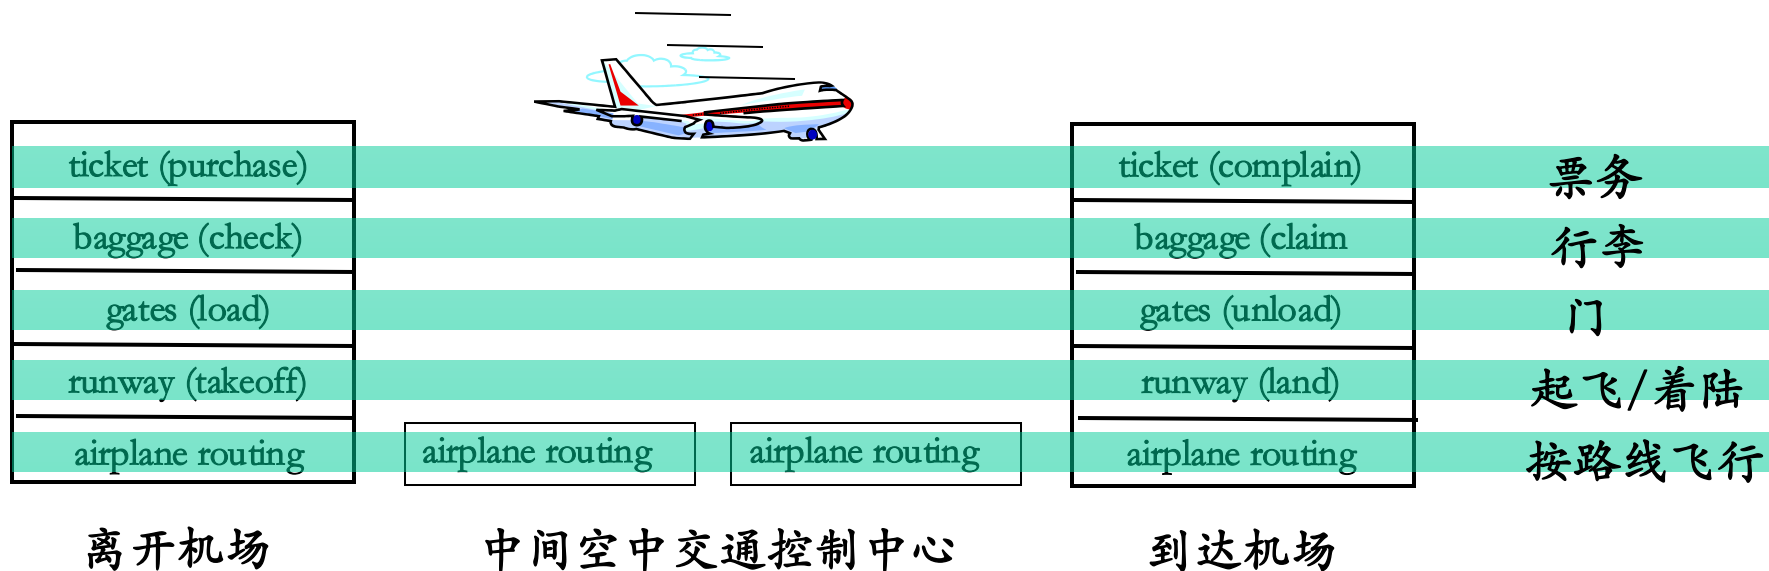 ticket (purchase)
ticket (complain)
票务
baggage (check)
baggage (claim
行李
gates (load)
gates (unload)
门
runway (takeoff)
runway (land)
起飞/着陆
airplane routing
airplane routing
airplane routing
airplane routing
按路线飞行
离开机场
中间空中交通控制中心
到达机场